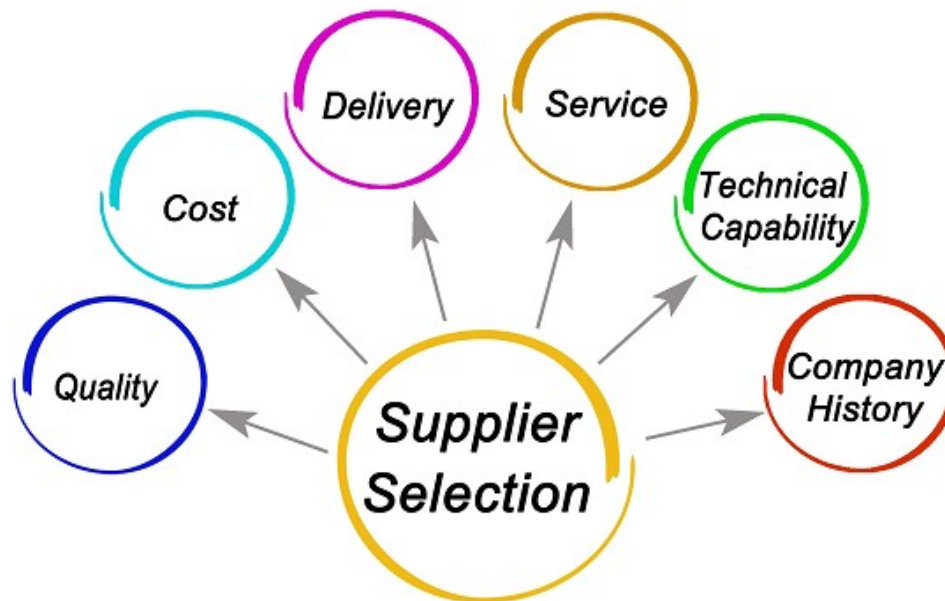 Delivery
Service
Cost
Technical
Capability
Quality
Company
History
Supplier
Selection